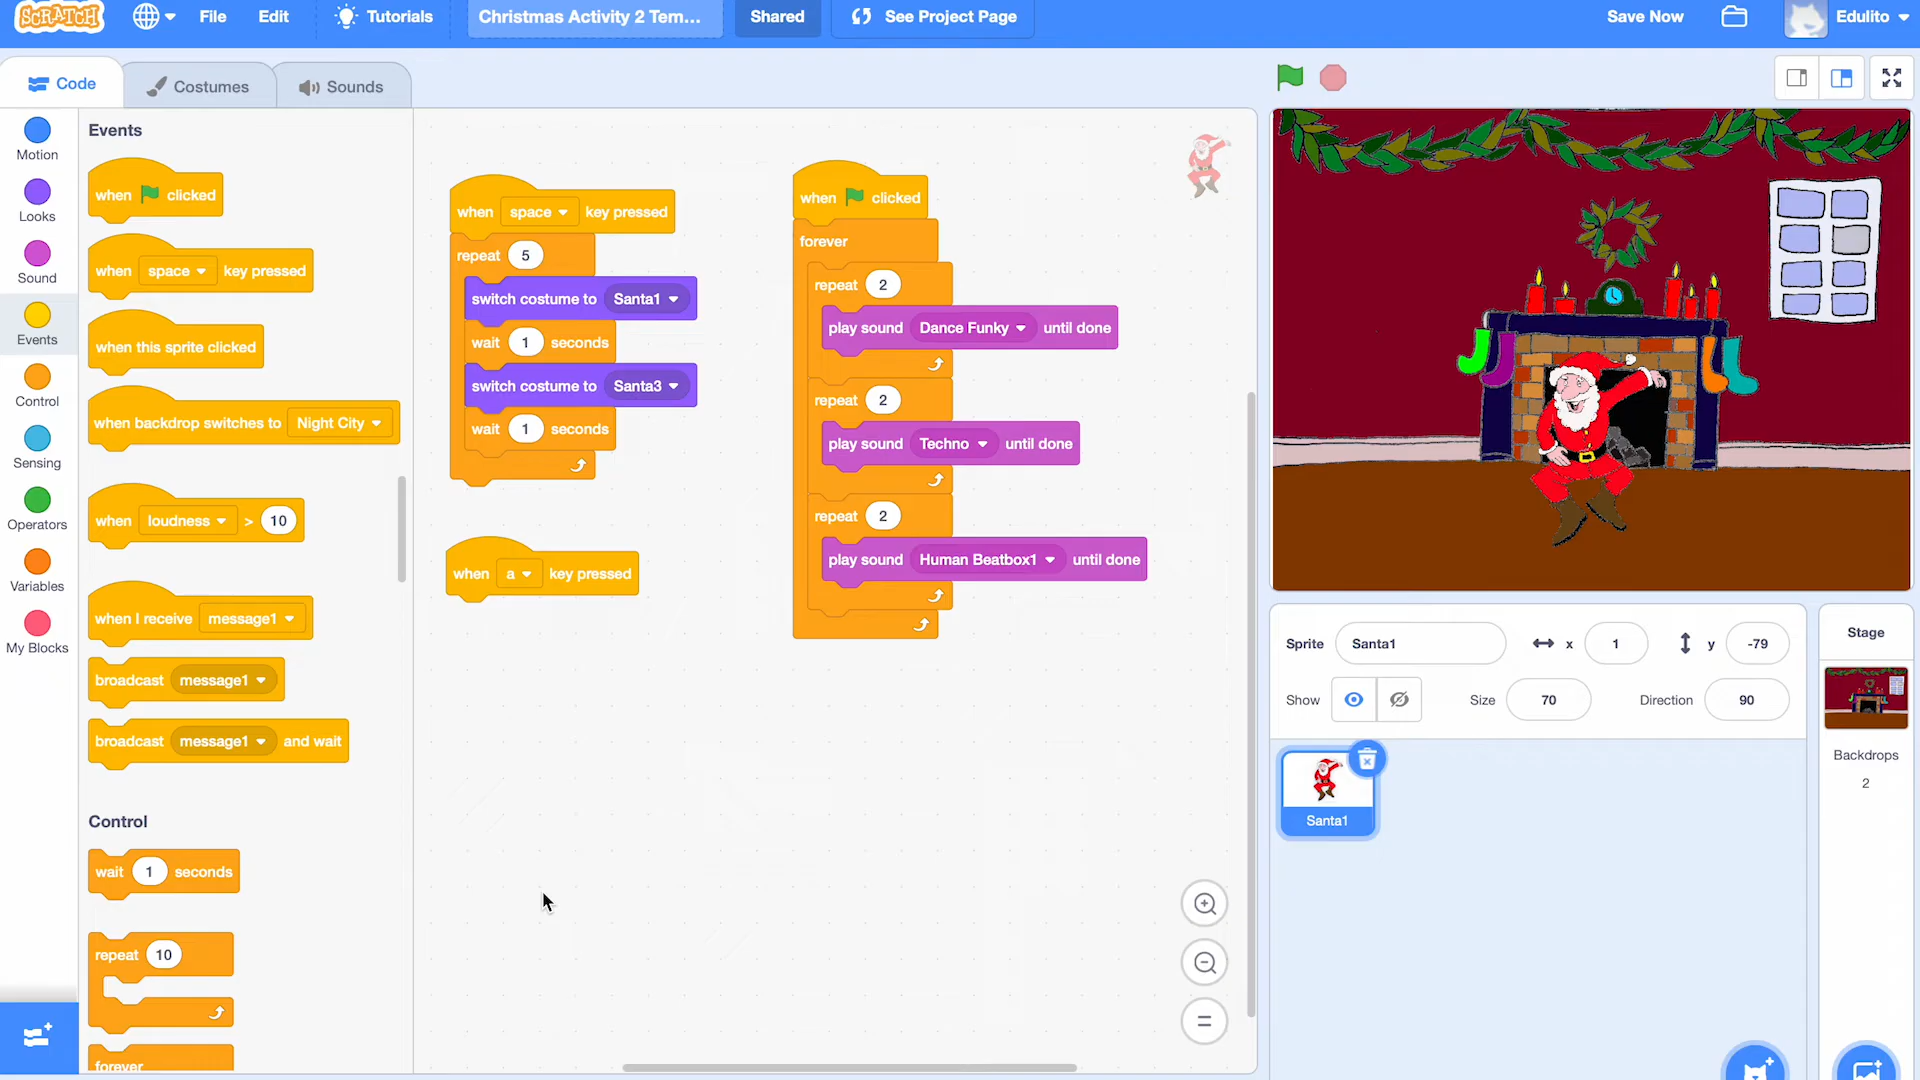 SCRATCH File Edit Tutorials Christmas Activity 2 Tem... Shared See Project Page Save Now Edulito
Code Costumes Sounds
Motion
Looks
Sound
Events
Control
Sensing
Operators
Variables
My Blocks
Events
when clicked
when space key pressed
when this sprite clicked
when backdrop switches to Night City
when loudness > 10
when I receive message1
broadcast message1
broadcast message1 and wait
Control
wait 1 seconds
repeat 10
forever
when space key pressed
repeat 5
switch costume to Santa1
wait 1 seconds
switch costume to Santa3
wait 1 seconds
when a key pressed
when clicked
forever
repeat 2
play sound Dance Funky until done
repeat 2
play sound Techno until done
repeat 2
play sound Human Beatbox1 until done
Sprite Santa1 x 1 y -79
Show Size 70 Direction 90
Santa1
Stage
Backdrops
2